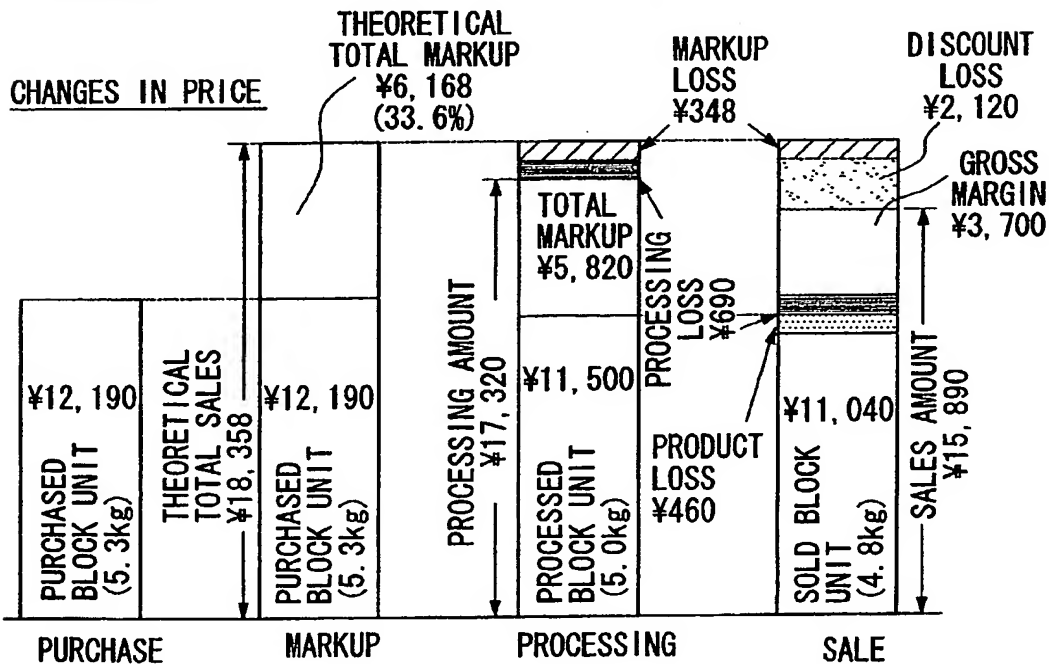 CHANGES IN PRICE
THEORETICAL
TOTAL MARKUP
¥6,168
(33.6%)
MARKUP
LOSS
¥348
DISCOUNT
LOSS
¥2,120
GROSS
MARGIN
¥3,700
¥12,190
PURCHASED
BLOCK UNIT
(5.3kg)
THEORETICAL
TOTAL SALES
¥18,358
¥12,190
PURCHASED
BLOCK UNIT
(5.3kg)
PROCESSING AMOUNT
¥17,320
TOTAL
MARKUP
¥5,820
¥11,500
PROCESSED
BLOCK UNIT
(5.0kg)
PROCESSING
LOSS
¥690
PRODUCT
LOSS
¥460
¥11,040
SOLD BLOCK
UNIT
(4.8kg)
SALES AMOUNT
¥15,890
PURCHASE
MARKUP
PROCESSING
SALE